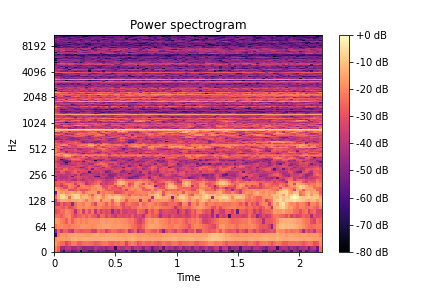 Power spectrogram
8192
4096
2048
1024
512
256
128
64
0
Hz
0
0.5
1
1.5
2
Time
+0 dB
-10 dB
-20 dB
-30 dB
-40 dB
-50 dB
-60 dB
-70 dB
-80 dB